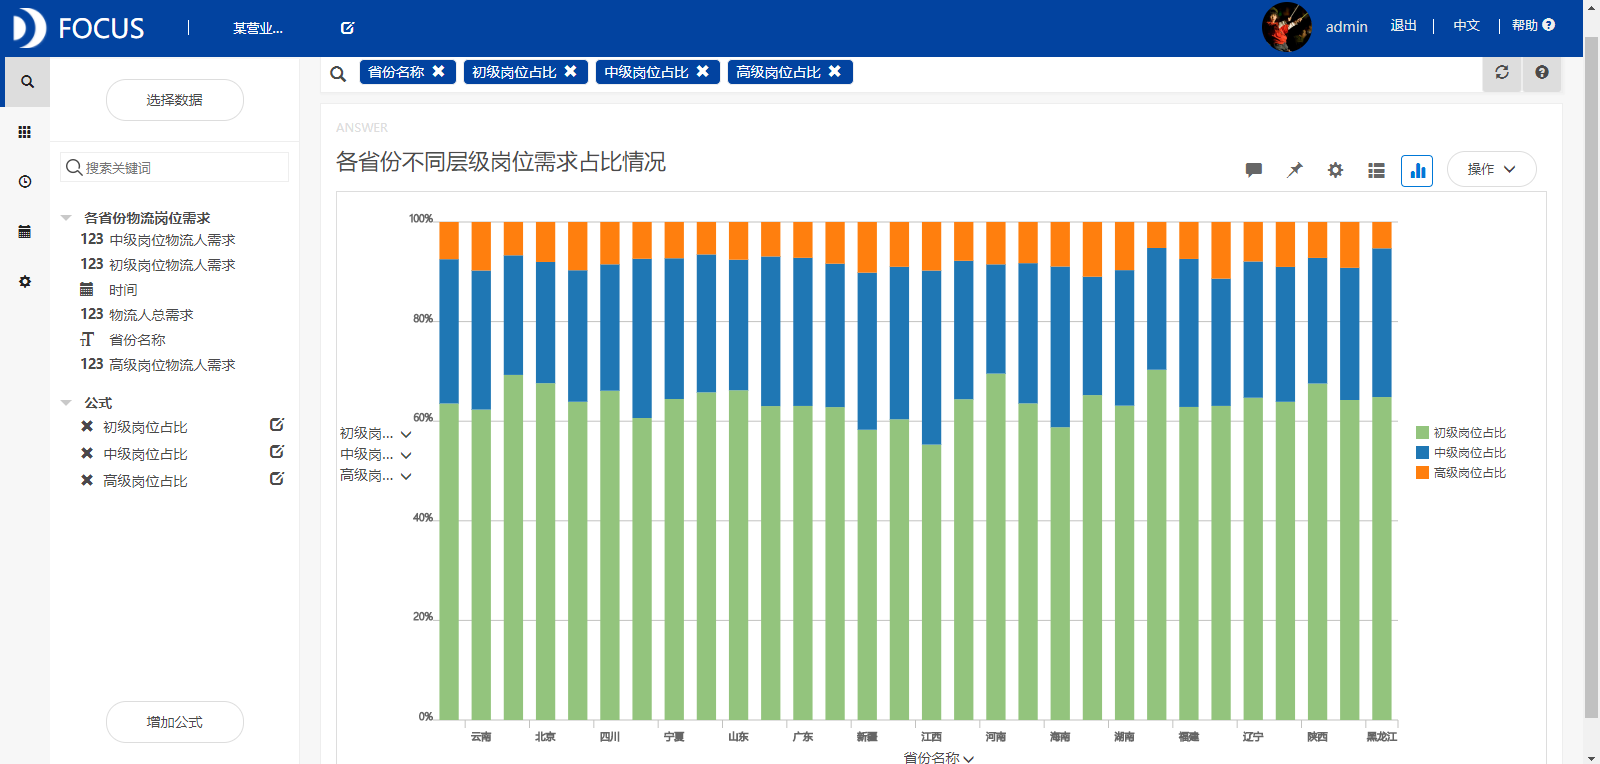 FOCUS
某营业...
admin
退出
中文
帮助
省份名称
初级岗位占比
中级岗位占比
高级岗位占比
选择数据
搜索关键词
各省份物流岗位需求
123 中级岗位物流人需求
123 初级岗位物流人需求
时间
123 物流人总需求
T 省份名称
123 高级岗位物流人需求
公式
初级岗位占比
中级岗位占比
高级岗位占比
增加公式
ANSWER
各省份不同层级岗位需求占比情况
操作
100%
80%
60%
40%
20%
0%
初级岗...
中级岗...
高级岗...
云南 北京 四川 宁夏 山东 广东 新疆 江西 河南 海南 湖南 福建 辽宁 陕西 黑龙江
省份名称
初级岗位占比
中级岗位占比
高级岗位占比